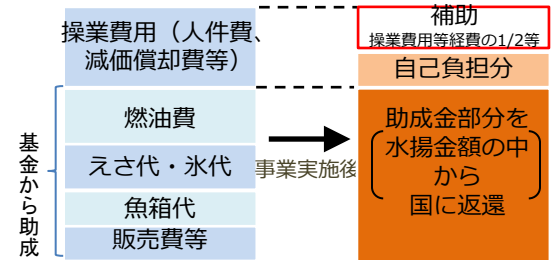 操業費用（人件費、
減価償却費等）
燃油費
えさ代・氷代
魚箱代
販売費等
基金から助成
事業実施後
補助
操業費用等経費の1/2等
自己負担分
助成金部分を
水揚金額の中
から
国に返還